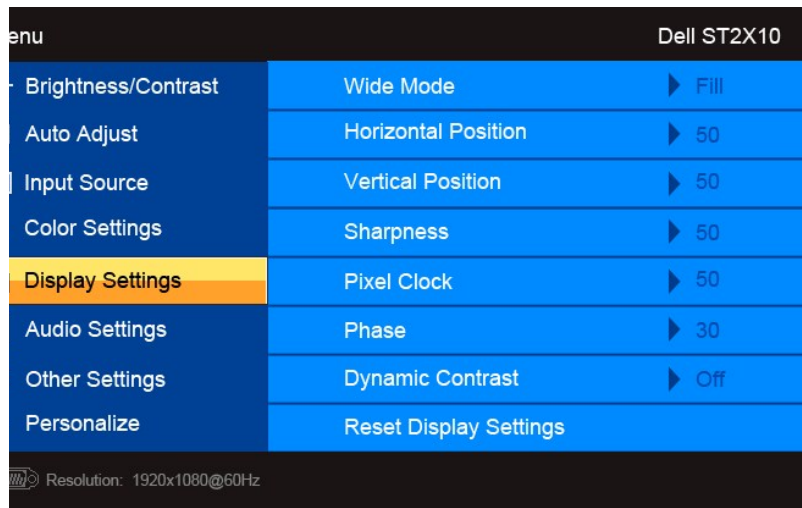 enu Dell ST2X10
Brightness/Contrast Wide Mode Fill
Auto Adjust Horizontal Position 50
Input Source Vertical Position 50
Color Settings Sharpness 50
Display Settings Pixel Clock 50
Audio Settings Phase 30
Other Settings Dynamic Contrast Off
Personalize Reset Display Settings
Resolution: 1920x1080@60Hz